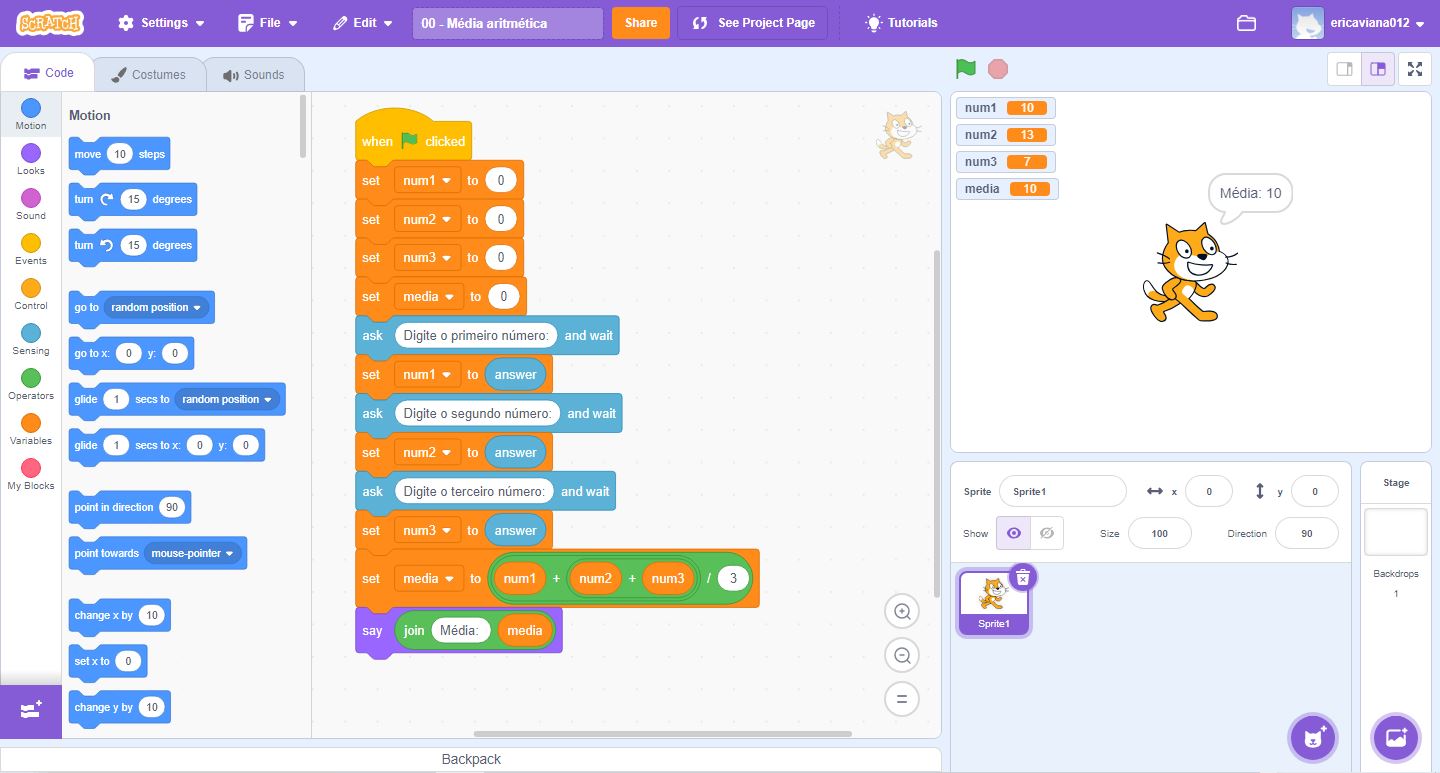 SCRATCH Settings File Edit 00 - Média aritmética Share See Project Page Tutorials ericaviana012
Code Costumes Sounds
Motion
Looks
Sound
Events
Control
Sensing
Operators
Variables
My Blocks
Motion
move 10 steps
turn 15 degrees
turn 15 degrees
go to random position
go to x: 0 y: 0
glide 1 secs to random position
glide 1 secs to x: 0 y: 0
point in direction 90
point towards mouse-pointer
change x by 10
set x to 0
change y by 10
when clicked
set num1 to 0
set num2 to 0
set num3 to 0
set media to 0
ask Digite o primeiro número: and wait
set num1 to answer
ask Digite o segundo número: and wait
set num2 to answer
ask Digite o terceiro número: and wait
set num3 to answer
set media to num1 + num2 + num3 / 3
say join Média: media
Backpack
num1 10
num2 13
num3 7
media 10
Média: 10
Sprite Sprite1 x 0 y 0
Show Size 100 Direction 90
Sprite1
Stage
Backdrops
1